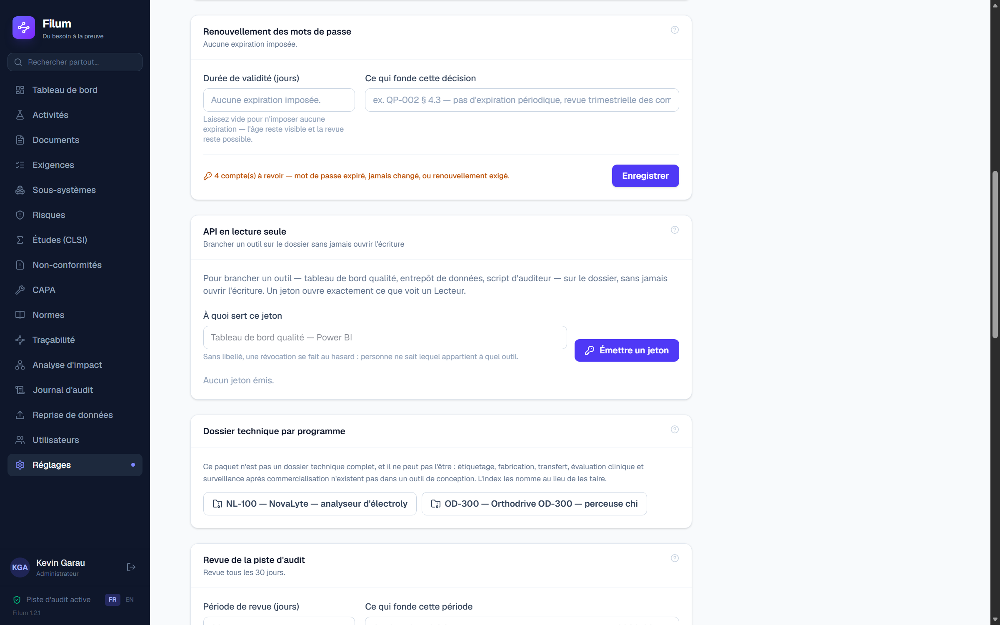 Filum
Du besoin à la preuve
Rechercher partout...
Tableau de bord
Activités
Documents
Exigences
Sous-systèmes
Risques
Études (CLSI)
Non-conformités
CAPA
Normes
Traçabilité
Analyse d'impact
Journal d'audit
Reprise de données
Utilisateurs
Réglages
KGA
Kevin Garau
Administrateur
Piste d'audit active
FR EN
Filum 1.2.1
Renouvellement des mots de passe
Aucune expiration imposée.
Durée de validité (jours)
Ce qui fonde cette décision
Aucune expiration imposée.
ex. QP-002 § 4.3 — pas d'expiration périodique, revue trimestrielle des com
Laissez vide pour n'imposer aucune
expiration — l'âge reste visible et la revue
reste possible.
4 compte(s) à revoir — mot de passe expiré, jamais changé, ou renouvellement exigé.
Enregistrer
API en lecture seule
Brancher un outil sur le dossier sans jamais ouvrir l'écriture
Pour brancher un outil — tableau de bord qualité, entrepôt de données, script d'auditeur — sur le dossier, sans jamais
ouvrir l'écriture. Un jeton ouvre exactement ce que voit un Lecteur.
À quoi sert ce jeton
Tableau de bord qualité — Power BI
Émettre un jeton
Sans libellé, une révocation se fait au hasard : personne ne sait lequel appartient à quel outil.
Aucun jeton émis.
Dossier technique par programme
Ce paquet n'est pas un dossier technique complet, et il ne peut pas l'être : étiquetage, fabrication, transfert, évaluation clinique et
surveillance après commercialisation n'existent pas dans un outil de conception. L'index les nomme au lieu de les taire.
NL-100 — NovaLyte — analyseur d'électroly
OD-300 — Orthodrive OD-300 — perceuse chi
Revue de la piste d'audit
Revue tous les 30 jours.
Période de revue (jours)
Ce qui fonde cette période